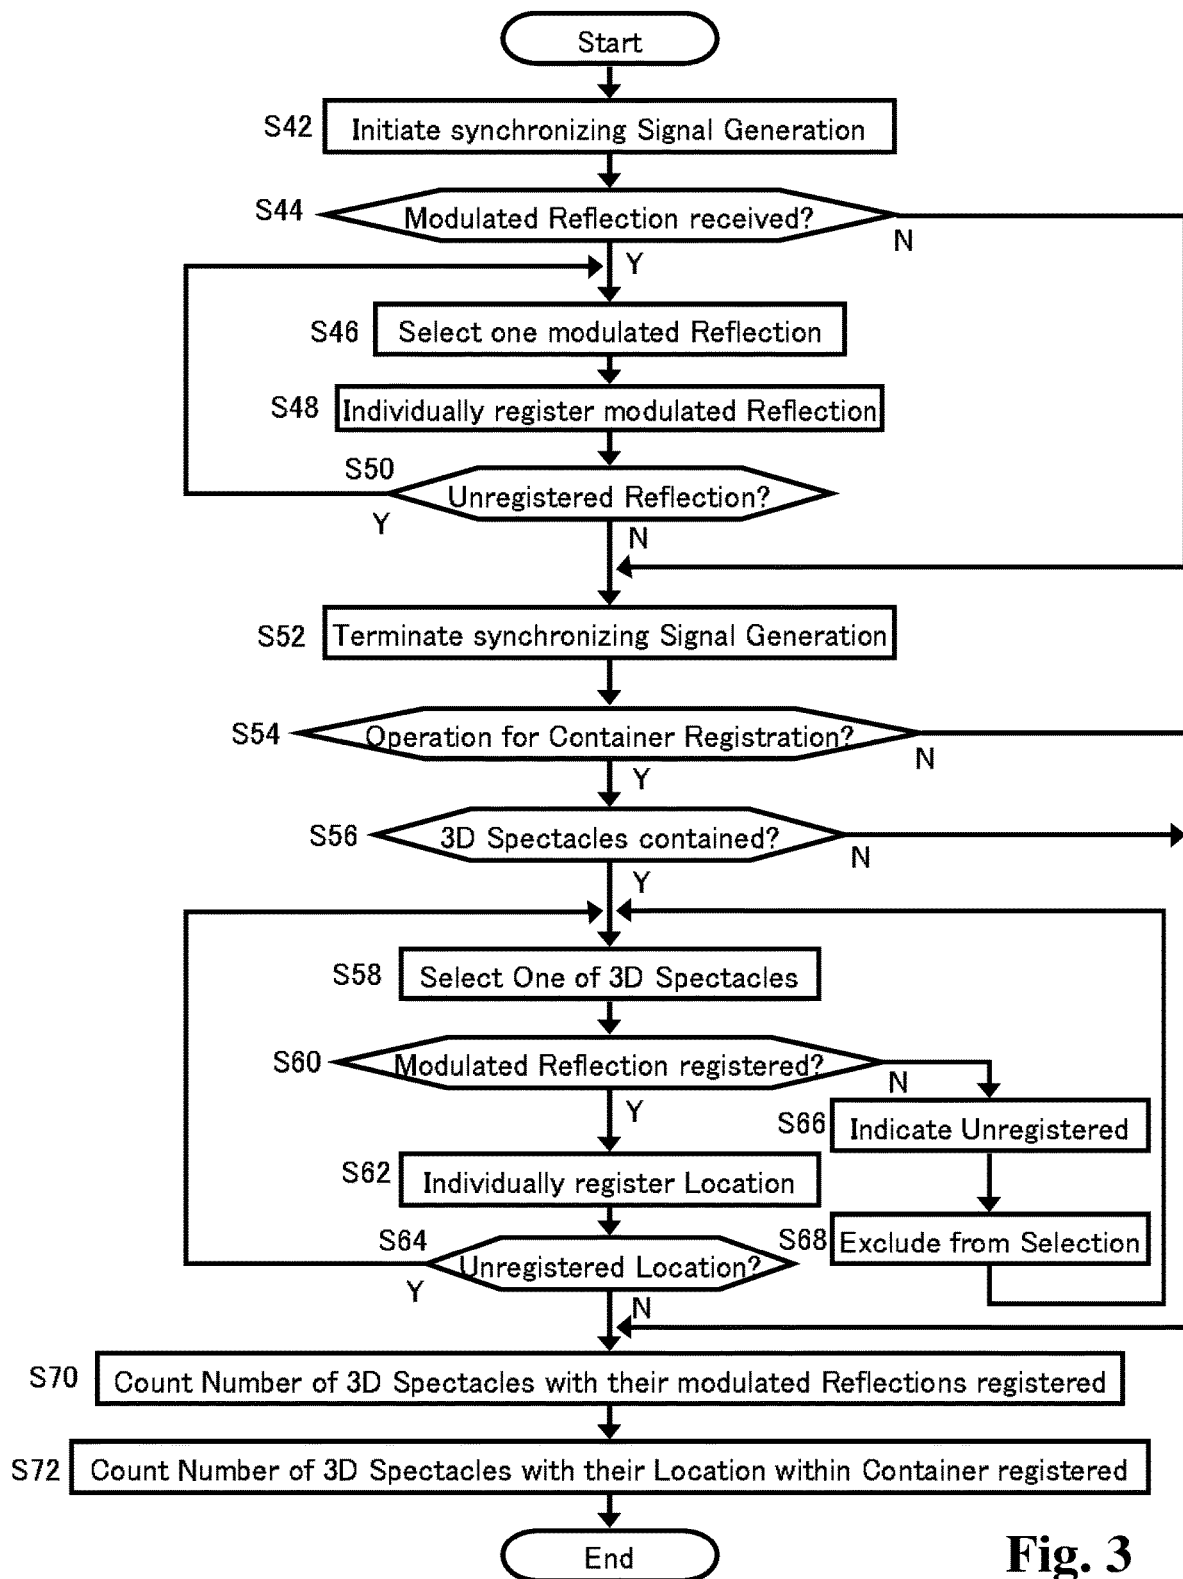 Start
S42 Initiate synchronizing Signal Generation
S44 Modulated Reflection received?
N
Y
S46 Select one modulated Reflection
S48 Individually register modulated Reflection
S50
Unregistered Reflection?
Y
N
S52 Terminate synchronizing Signal Generation
S54 Operation for Container Registration?
N
Y
S56 3D Spectacles contained?
N
Y
S58 Select One of 3D Spectacles
S60 Modulated Reflection registered?
N
Y
S66 Indicate Unregistered
S62 Individually register Location
S64
S68 Exclude from Selection
Unregistered Location?
Y
N
S70 Count Number of 3D Spectacles with their modulated Reflections registered
S72 Count Number of 3D Spectacles with their Location within Container registered
End
Fig. 3